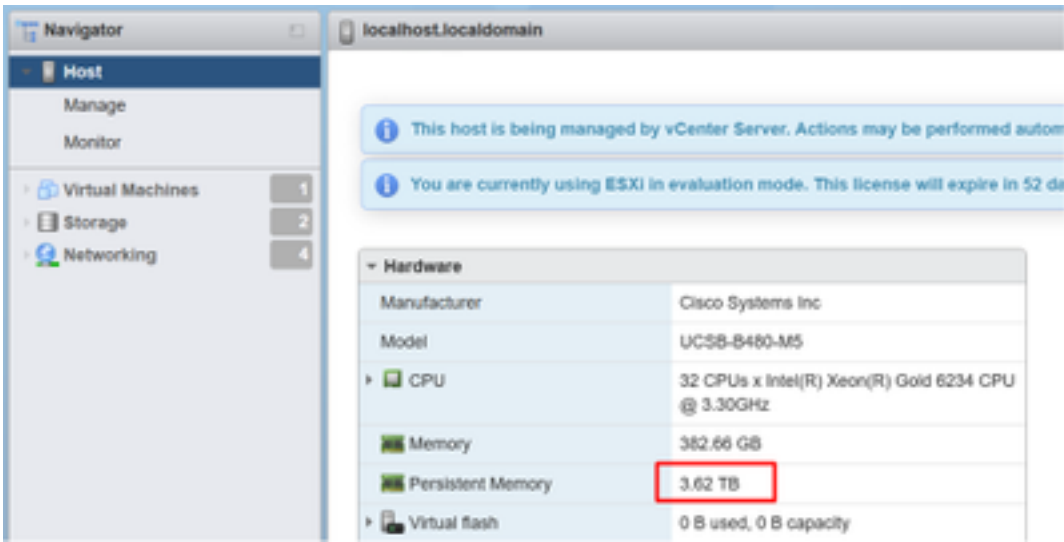 Navigator
localhost.localdomain
Host
Manage
Monitor
Virtual Machines 1
Storage 2
Networking 4
This host is being managed by vCenter Server. Actions may be performed autom
You are currently using ESXi in evaluation mode. This license will expire in 52 da
Hardware
Manufacturer Cisco Systems Inc
Model UCSB-B480-M5
CPU 32 CPUs x Intel(R) Xeon(R) Gold 6234 CPU
@ 3.30GHz
Memory 382.66 GB
Persistent Memory 3.62 TB
Virtual flash 0 B used, 0 B capacity